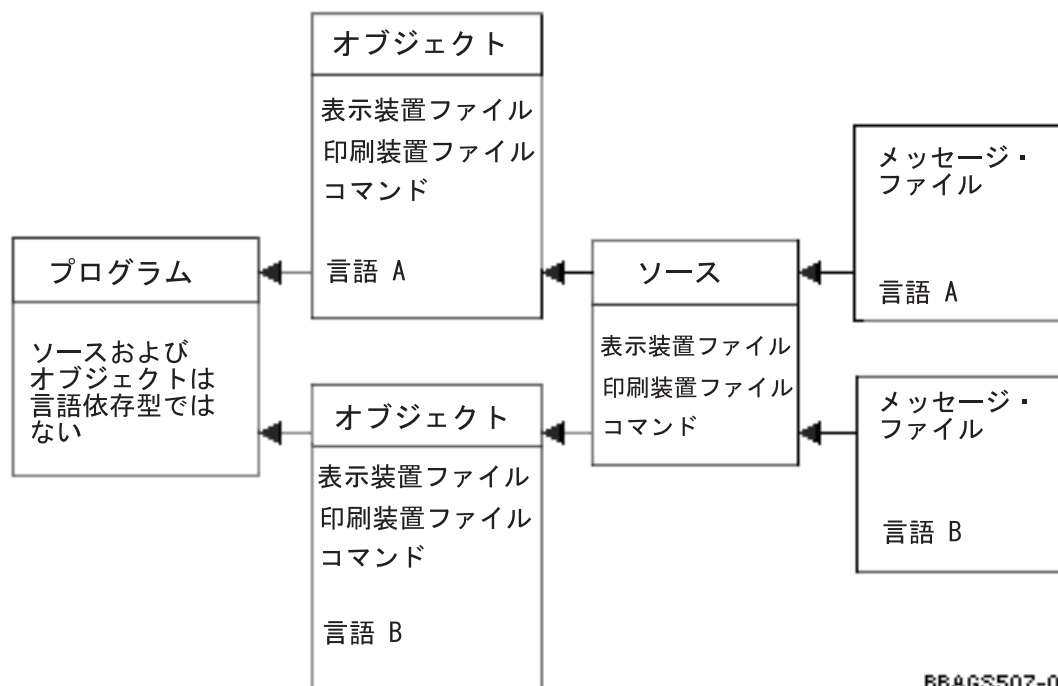 オブジェクト
表示装置ファイル
印刷装置ファイル
コマンド
言語 A
プログラム
ソースおよび
オブジェクトは
言語依存型では
ない
オブジェクト
表示装置ファイル
印刷装置ファイル
コマンド
言語 B
ソース
表示装置ファイル
印刷装置ファイル
コマンド
メッセージ・
ファイル
言語 A
メッセージ・
ファイル
言語 B
RBAGS507-0